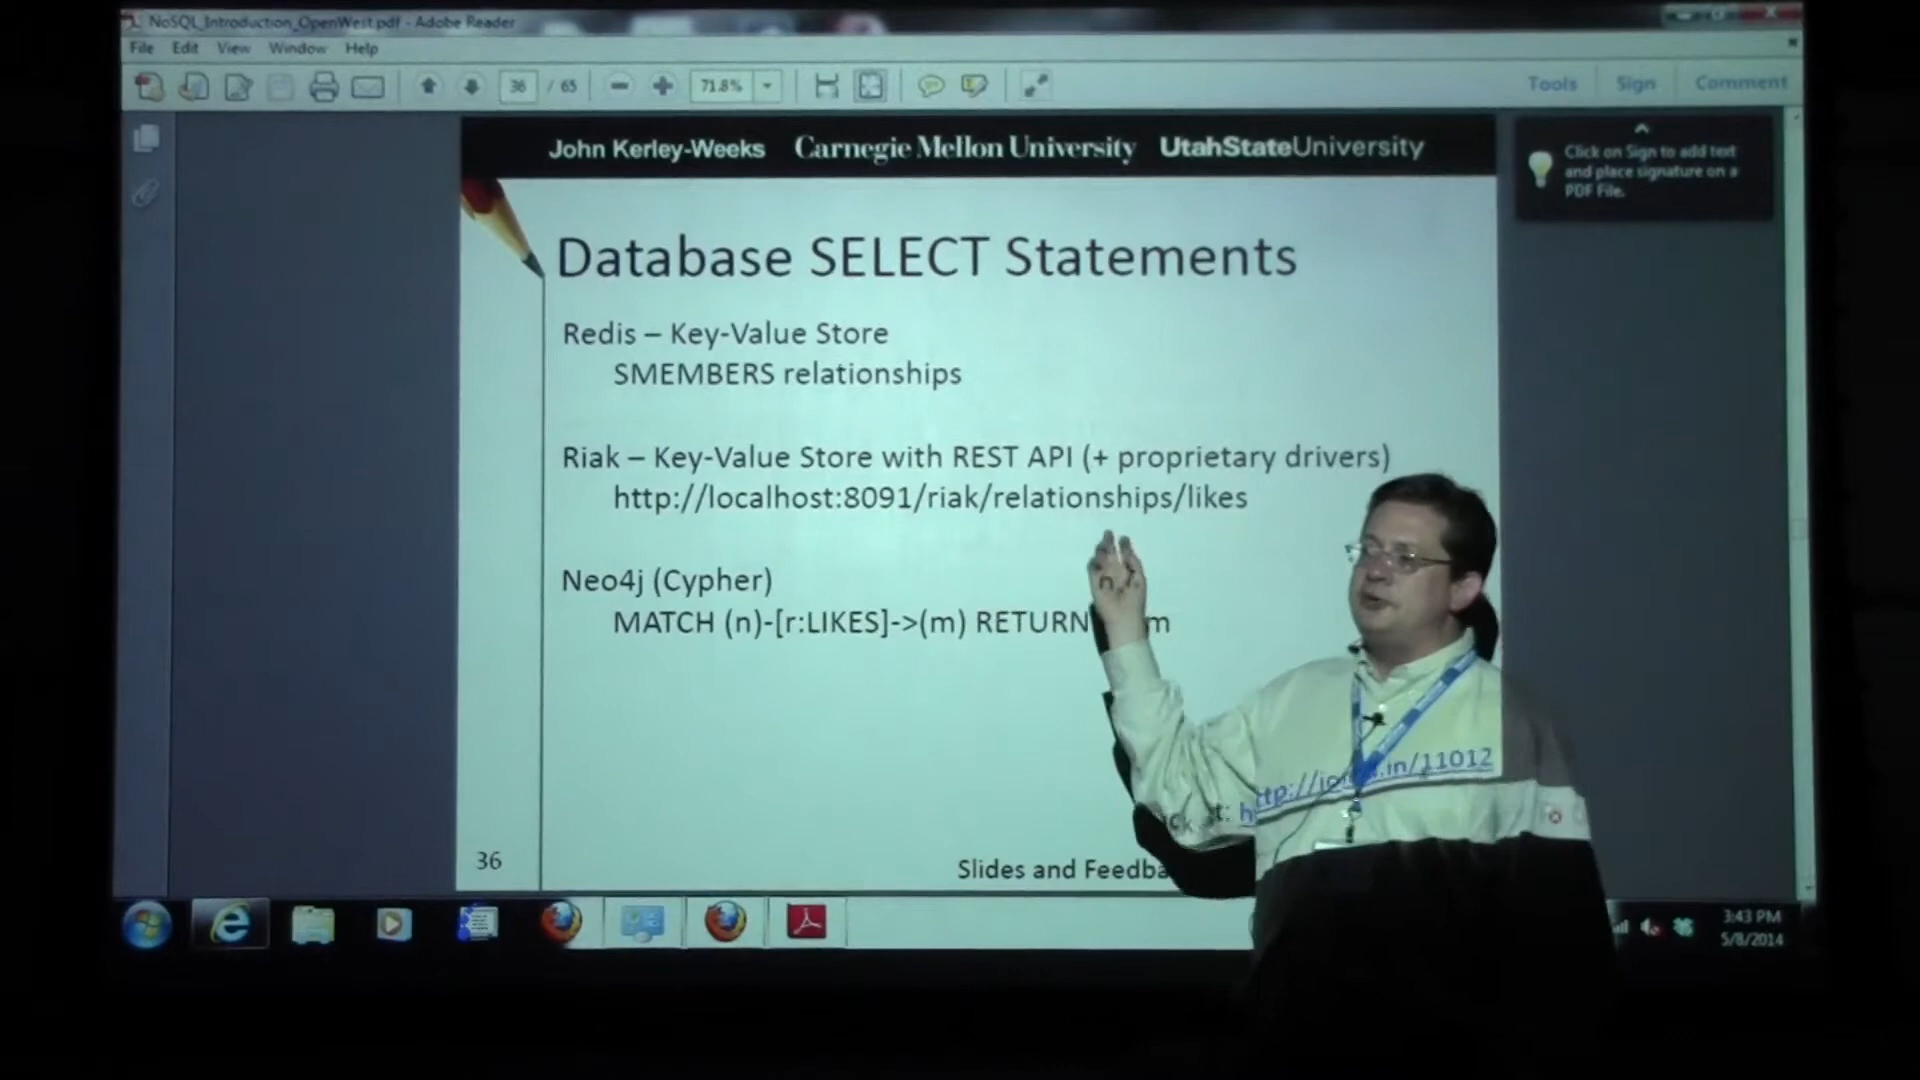 NoSQL_Introduction_OpenWest.pdf - Adobe Reader
File Edit View Window Help
36 / 65 71.8% Tools Sign Comment
John Kerley-Weeks Carnegie Mellon University UtahStateUniversity
Click on Sign to add text
and place signature on a
PDF File.
Database SELECT Statements
Redis – Key-Value Store
SMEMBERS relationships
Riak – Key-Value Store with REST API (+ proprietary drivers)
http://localhost:8091/riak/relationships/likes
Neo4j (Cypher)
MATCH (n)-[r:LIKES]->(m) RETURN n, m
.in/11012
36
Slides and Feedba
3:43 PM
5/8/2014